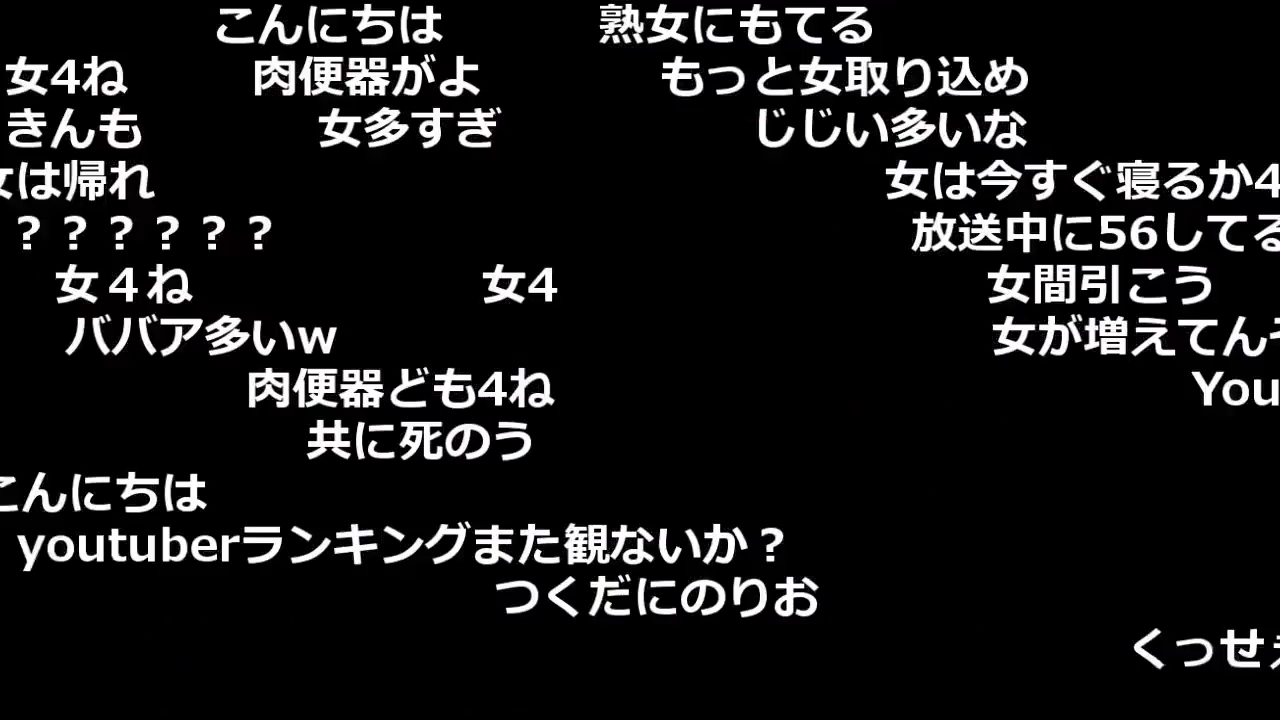 こんにちは 熟女にもてる
女4ね 肉便器がよ もっと女取り込め
きんも 女多すぎ じじい多いな
は帰れ 女は今すぐ寝るか4
？？？？？？ 放送中に56してる
女４ね 女4 女間引こう
ババア多いw 女が増えてん
肉便器ども4ね You
共に死のう
こんにちは
youtuberランキングまた観ないか？
つくだにのりお
くっせ